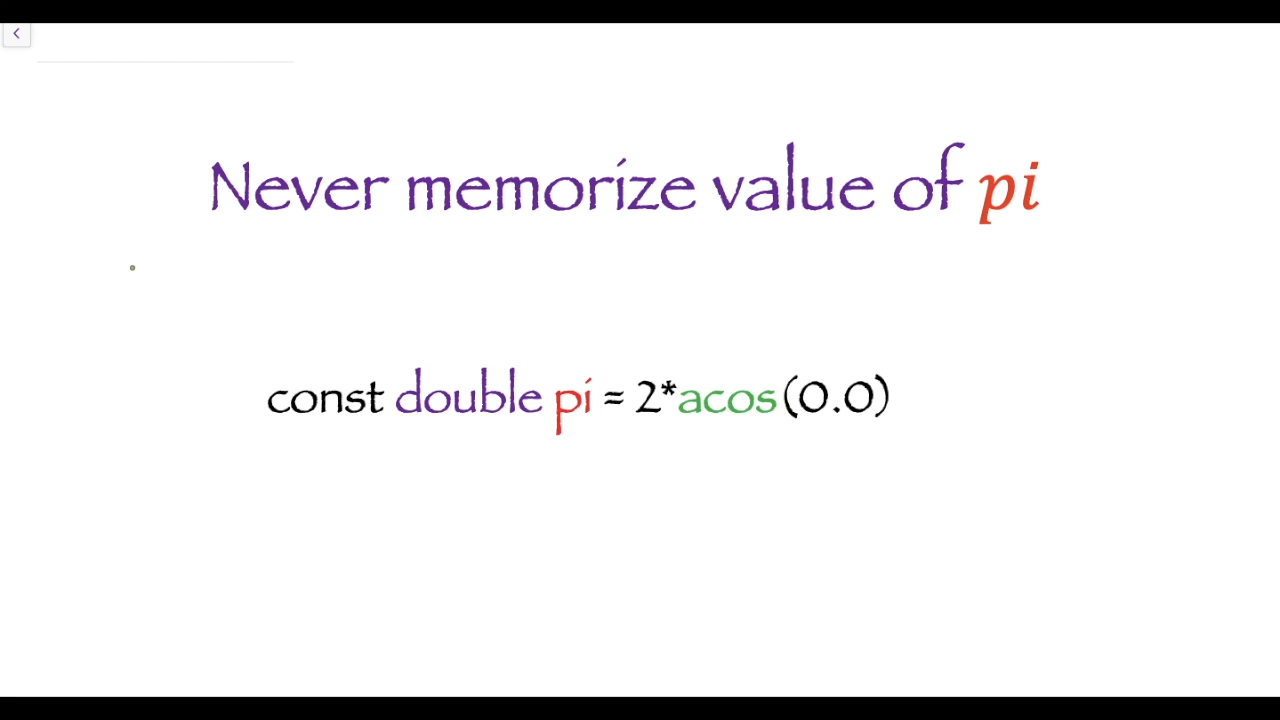 Never memorize value of pi
const double pi = 2*acos(0.0)